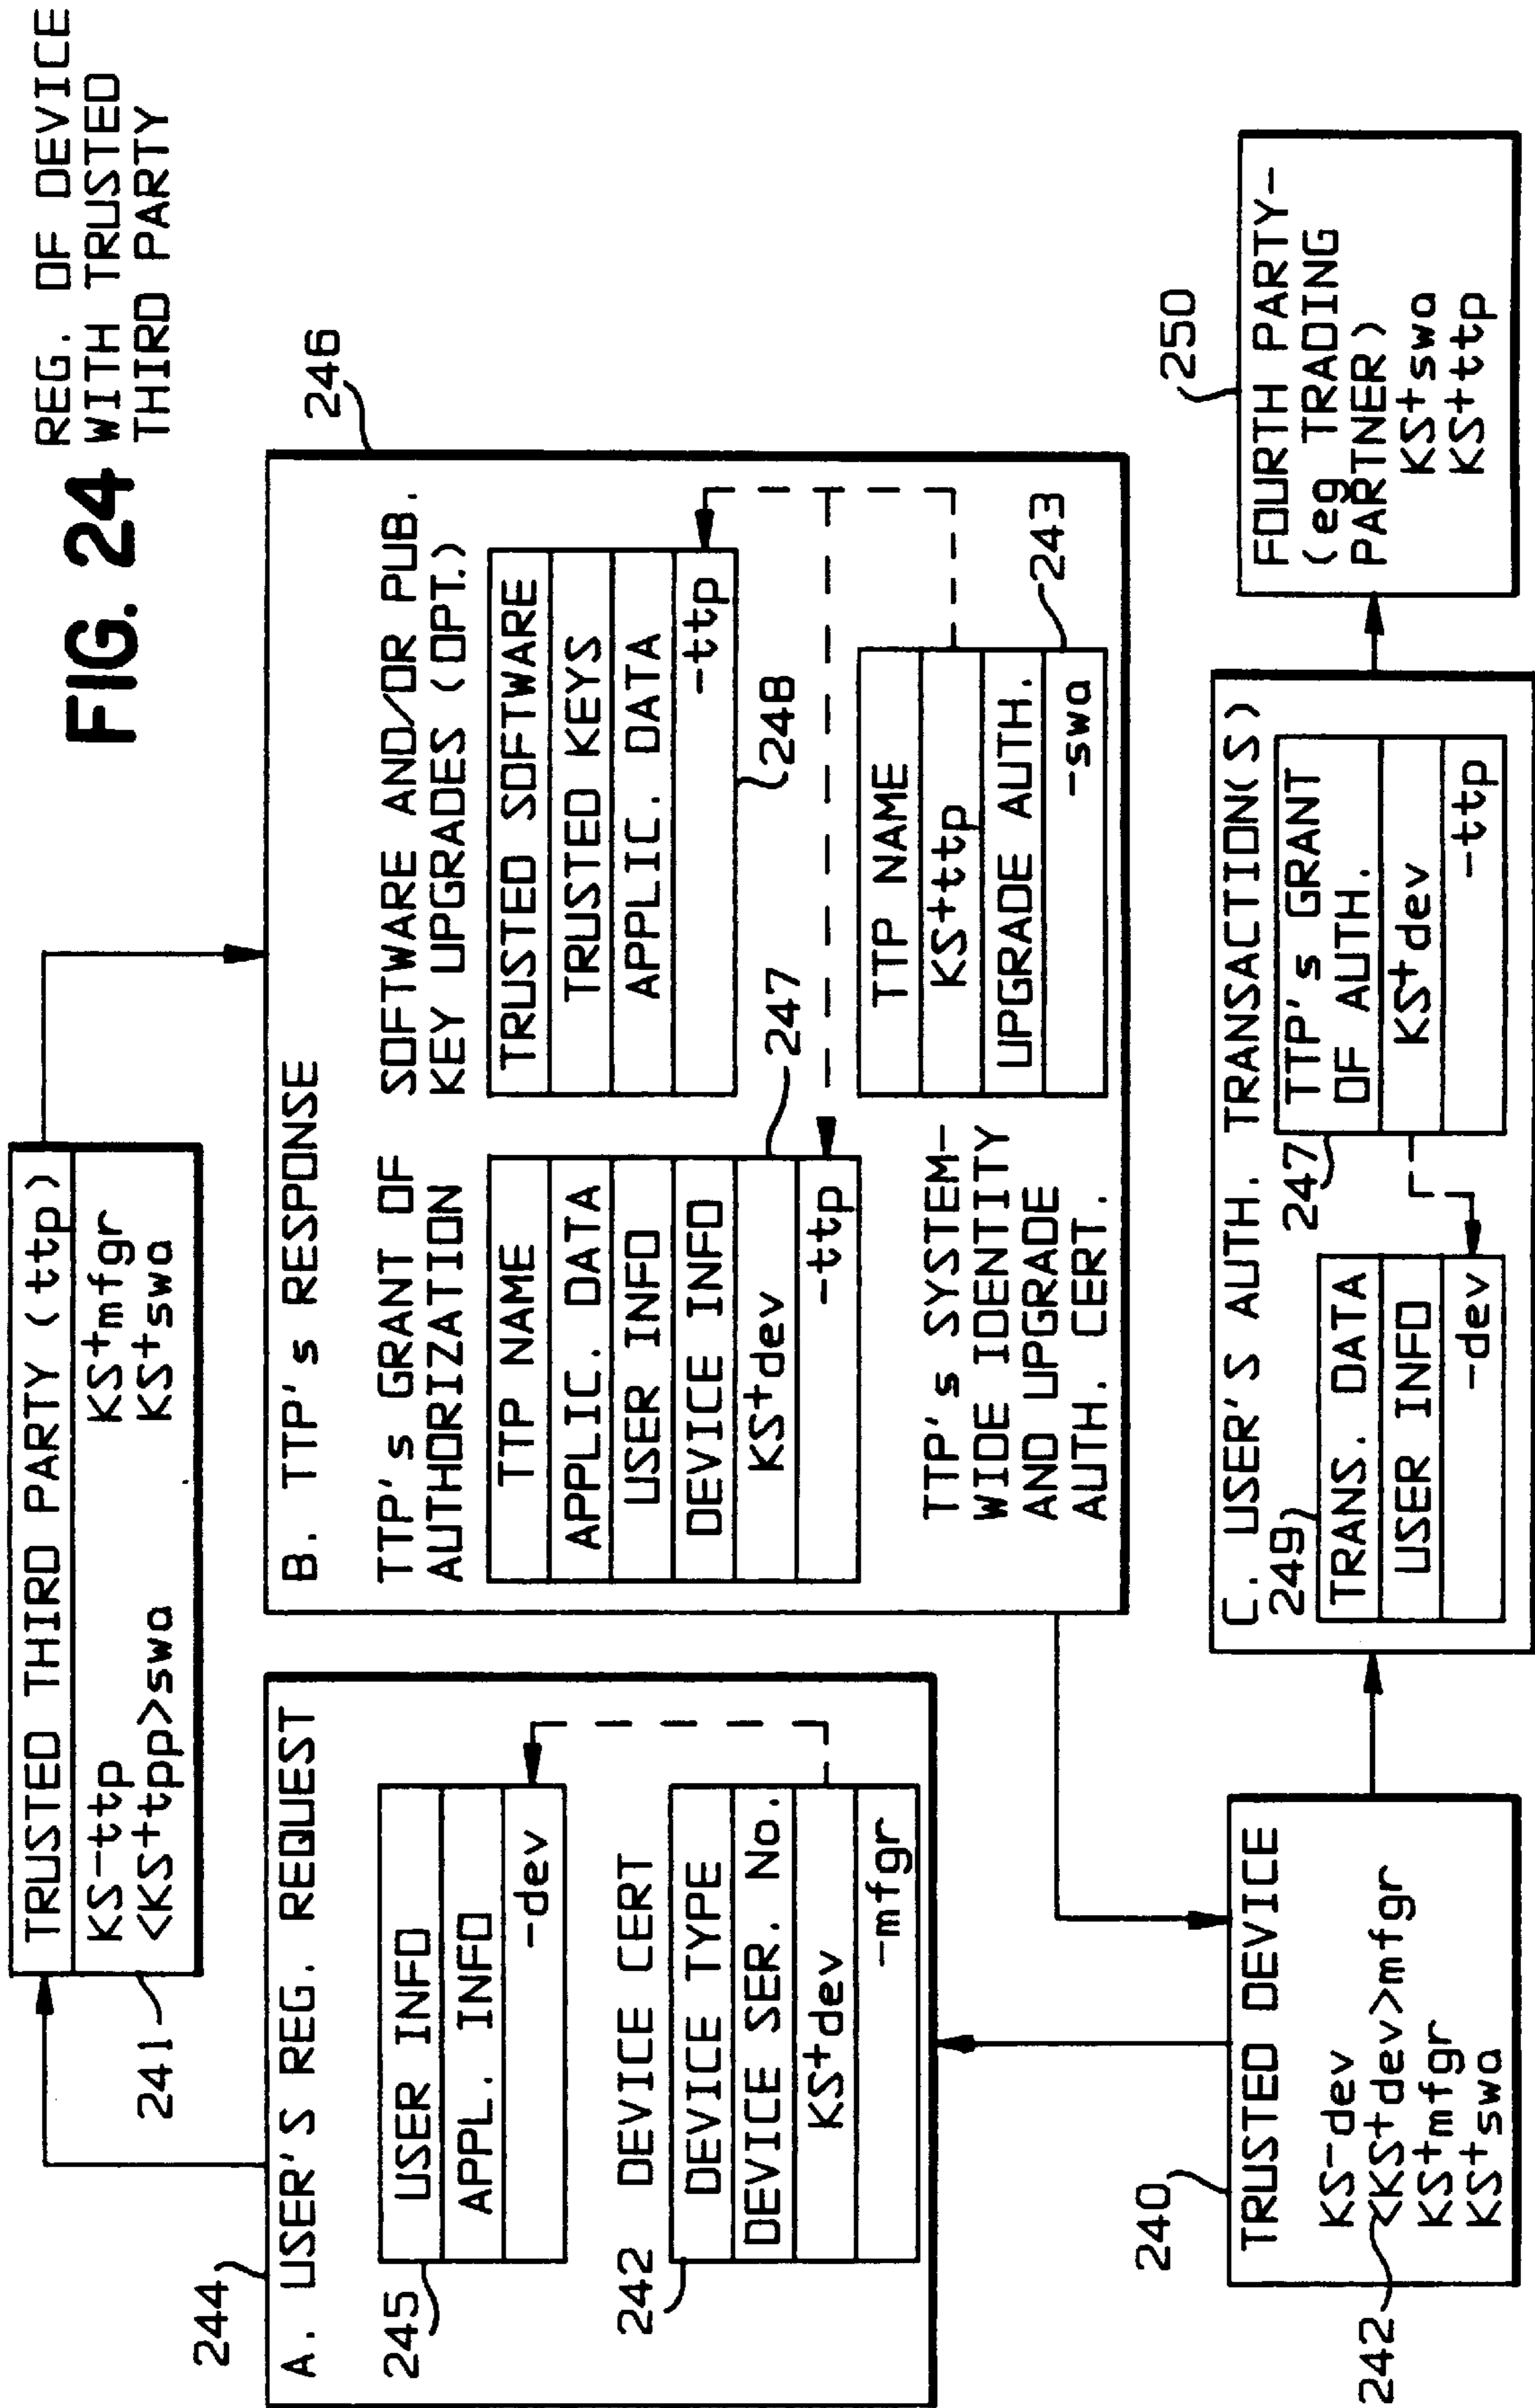 FIG. 24
REG. OF DEVICE
WITH TRUSTED
THIRD PARTY
TRUSTED THIRD PARTY (ttp)
KS-ttp KS+mfgr
<KS+tpp>swa KS+swa
241
244
A. USER'S REG. REQUEST
245
USER INFO
APPL. INFO
-dev
242 DEVICE CERT
DEVICE TYPE
DEVICE SER. No.
KS+dev
-mfgr
246
B. TTP's RESPONSE
TTP's GRANT OF
AUTHORIZATION
TTP NAME
APPLIC. DATA
USER INFO
DEVICE INFO
KS+dev
-ttp
247
SOFTWARE AND/OR PUB.
KEY UPGRADES (OPT.)
TRUSTED SOFTWARE
TRUSTED KEYS
APPLIC. DATA
-ttp
248
TTP's SYSTEM-
WIDE IDENTITY
AND UPGRADE
AUTH. CERT.
TTP NAME
KS+ttp
UPGRADE AUTH.
-swa
243
240
TRUSTED DEVICE
KS-dev
<KS+dev>mfgr
KS+mfgr
KS+swa
242
C. USER'S AUTH. TRANSACTION(S)
249
TRANS. DATA
USER INFO
-dev
247
TTP's GRANT
OF AUTH.
KS+dev
-ttp
250
FOURTH PARTY-
(eg TRADING
PARTNER)
KS+swa
KS+ttp